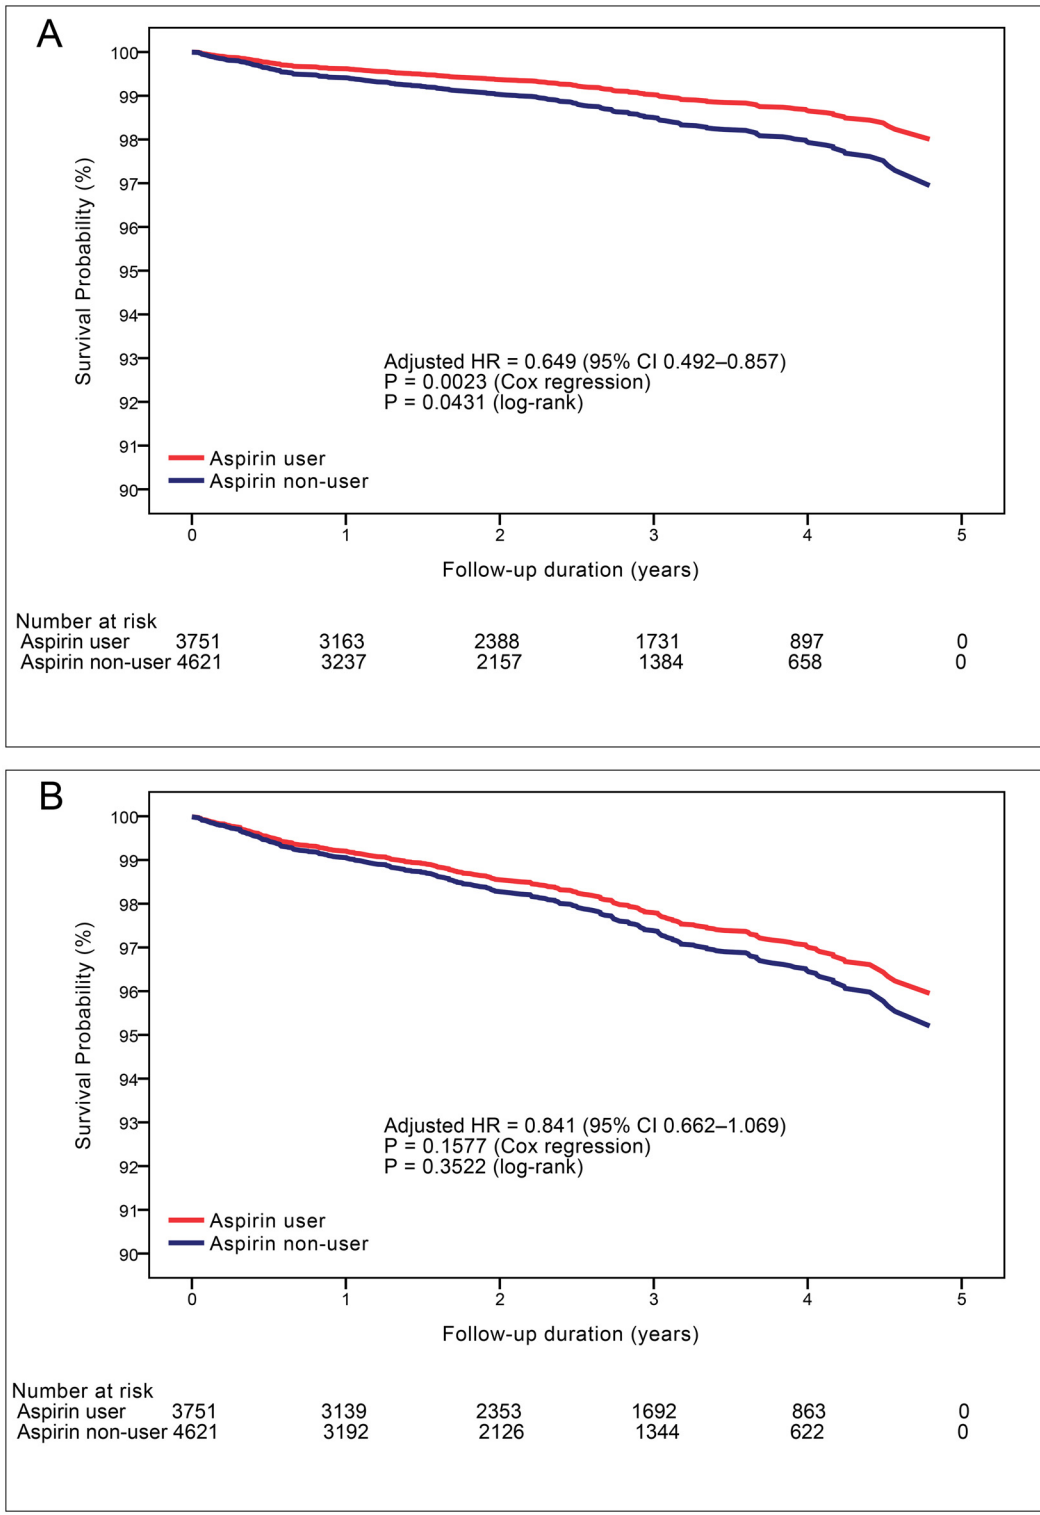 A
100
99
98
97
96
95
94
93
92
91
90
Survival Probability (%)
Adjusted HR = 0.649 (95% CI 0.492–0.857)
P = 0.0023 (Cox regression)
P = 0.0431 (log-rank)
Aspirin user
Aspirin non-user
0 1 2 3 4 5
Follow-up duration (years)
Number at risk
Aspirin user 3751 3163 2388 1731 897 0
Aspirin non-user 4621 3237 2157 1384 658 0
B
100
99
98
97
96
95
94
93
92
91
90
Survival Probability (%)
Adjusted HR = 0.841 (95% CI 0.662–1.069)
P = 0.1577 (Cox regression)
P = 0.3522 (log-rank)
Aspirin user
Aspirin non-user
0 1 2 3 4 5
Follow-up duration (years)
Number at risk
Aspirin user 3751 3139 2353 1692 863 0
Aspirin non-user 4621 3192 2126 1344 622 0